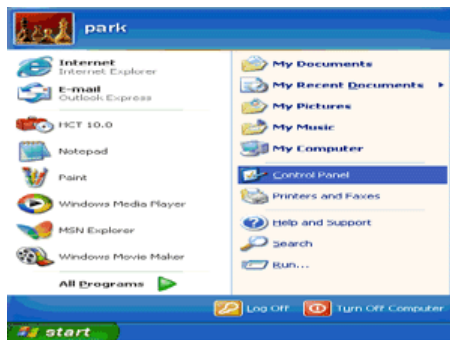 park
Internet
Internet Explorer
E-mail
Outlook Express
HCT 10.0
Notepad
Paint
Windows Media Player
MSN Explorer
Windows Movie Maker
All Programs
My Documents
My Recent Documents
My Pictures
My Music
My Computer
Control Panel
Printers and Faxes
Help and Support
Search
Run...
Log Off
Turn Off Computer
start